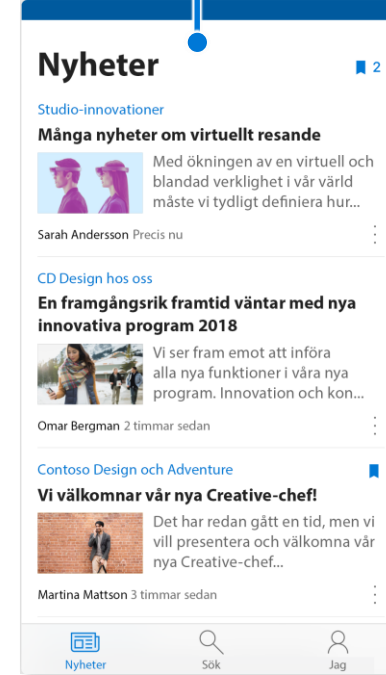 Nyheter
2
Studio-innovationer
Många nyheter om virtuellt resande
Med ökningen av en virtuell och
blandad verklighet i vår värld
måste vi tydligt definiera hur...
Sarah Andersson Precis nu
CD Design hos oss
En framgångsrik framtid väntar med nya
innovativa program 2018
Vi ser fram emot att införa
alla nya funktioner i våra nya
program. Innovation och kon...
Omar Bergman 2 timmar sedan
Contoso Design och Adventure
Vi välkomnar vår nya Creative-chef!
Det har redan gått en tid, men vi
vill presentera och välkomna vår
nya Creative-chef...
Martina Mattson 3 timmar sedan
Nyheter
Sök
Jag